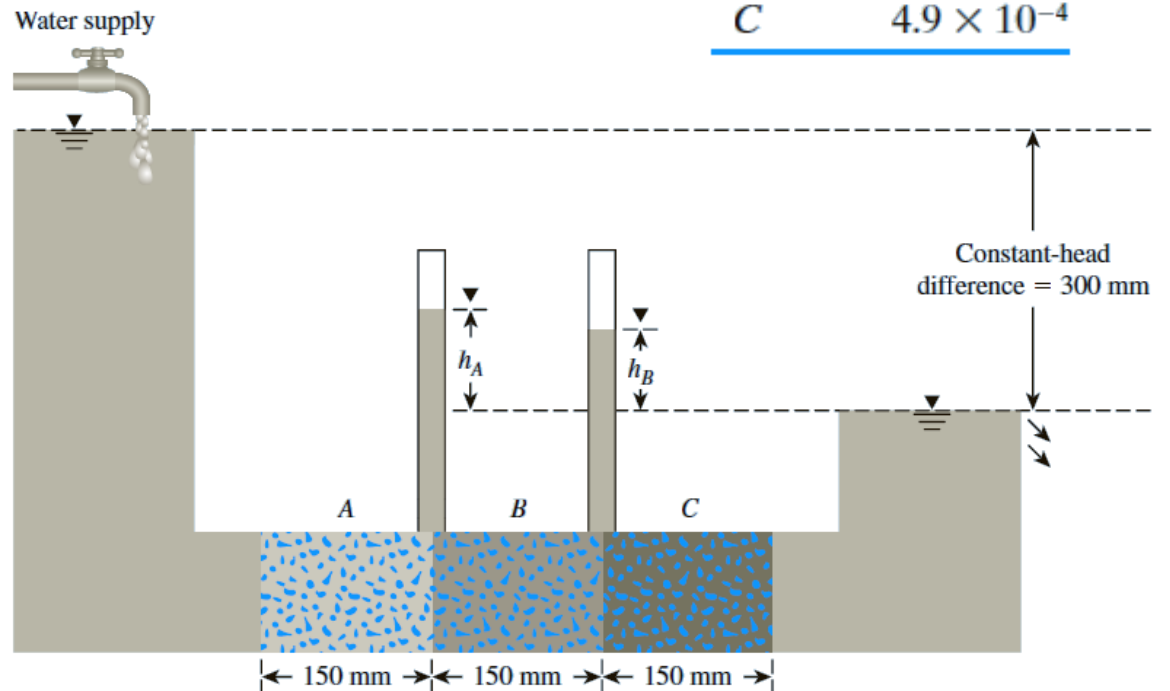 C 4.9 × 10⁻⁴
Water supply
Constant-head
difference = 300 mm
h_A
h_B
A B C
150 mm 150 mm 150 mm